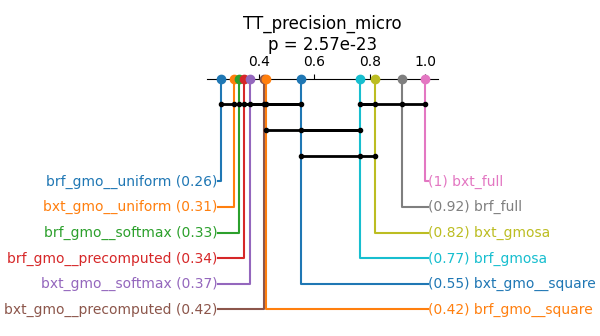 TT_precision_micro
p = 2.57e-23
0.4 0.6 0.8 1.0
brf_gmo__uniform (0.26) (1) bxt_full
bxt_gmo__uniform (0.31) (0.92) brf_full
brf_gmo__softmax (0.33) (0.82) bxt_gmosa
brf_gmo__precomputed (0.34) (0.77) brf_gmosa
bxt_gmo__softmax (0.37) (0.55) bxt_gmo__square
bxt_gmo__precomputed (0.42) (0.42) brf_gmo__square